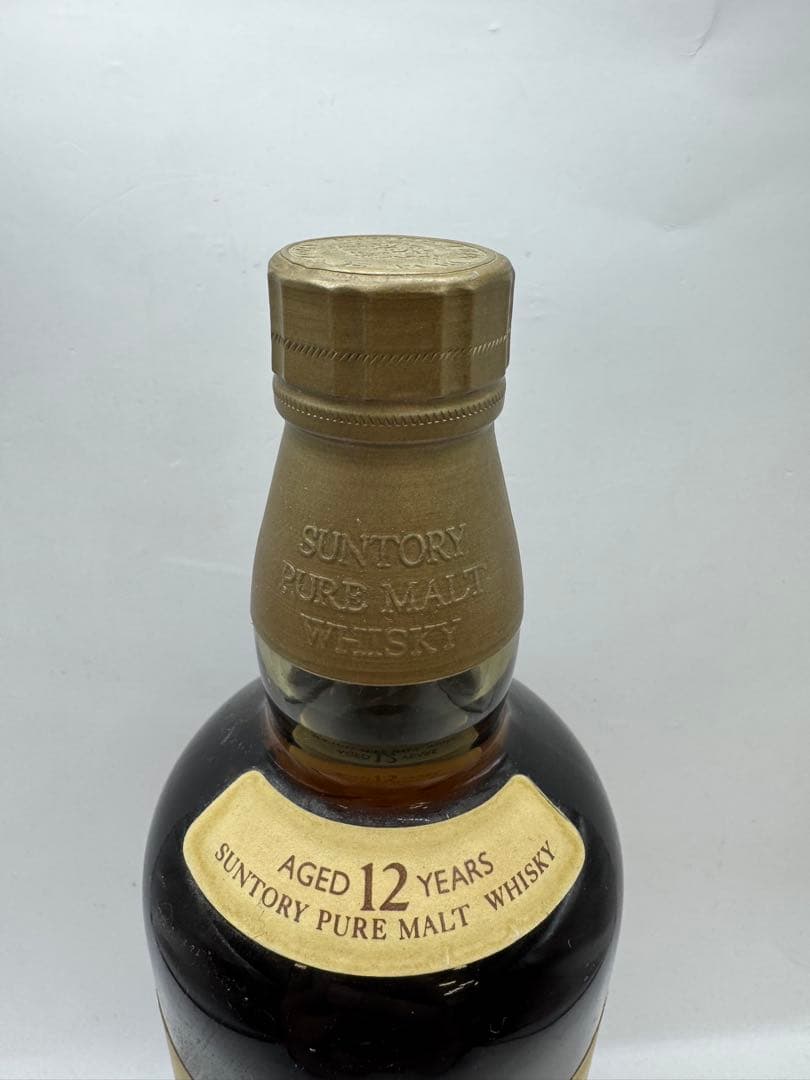 SUNTORY
PURE MALT
WHISKY
AGED 12 YEARS
SUNTORY PURE MALT WHISKY